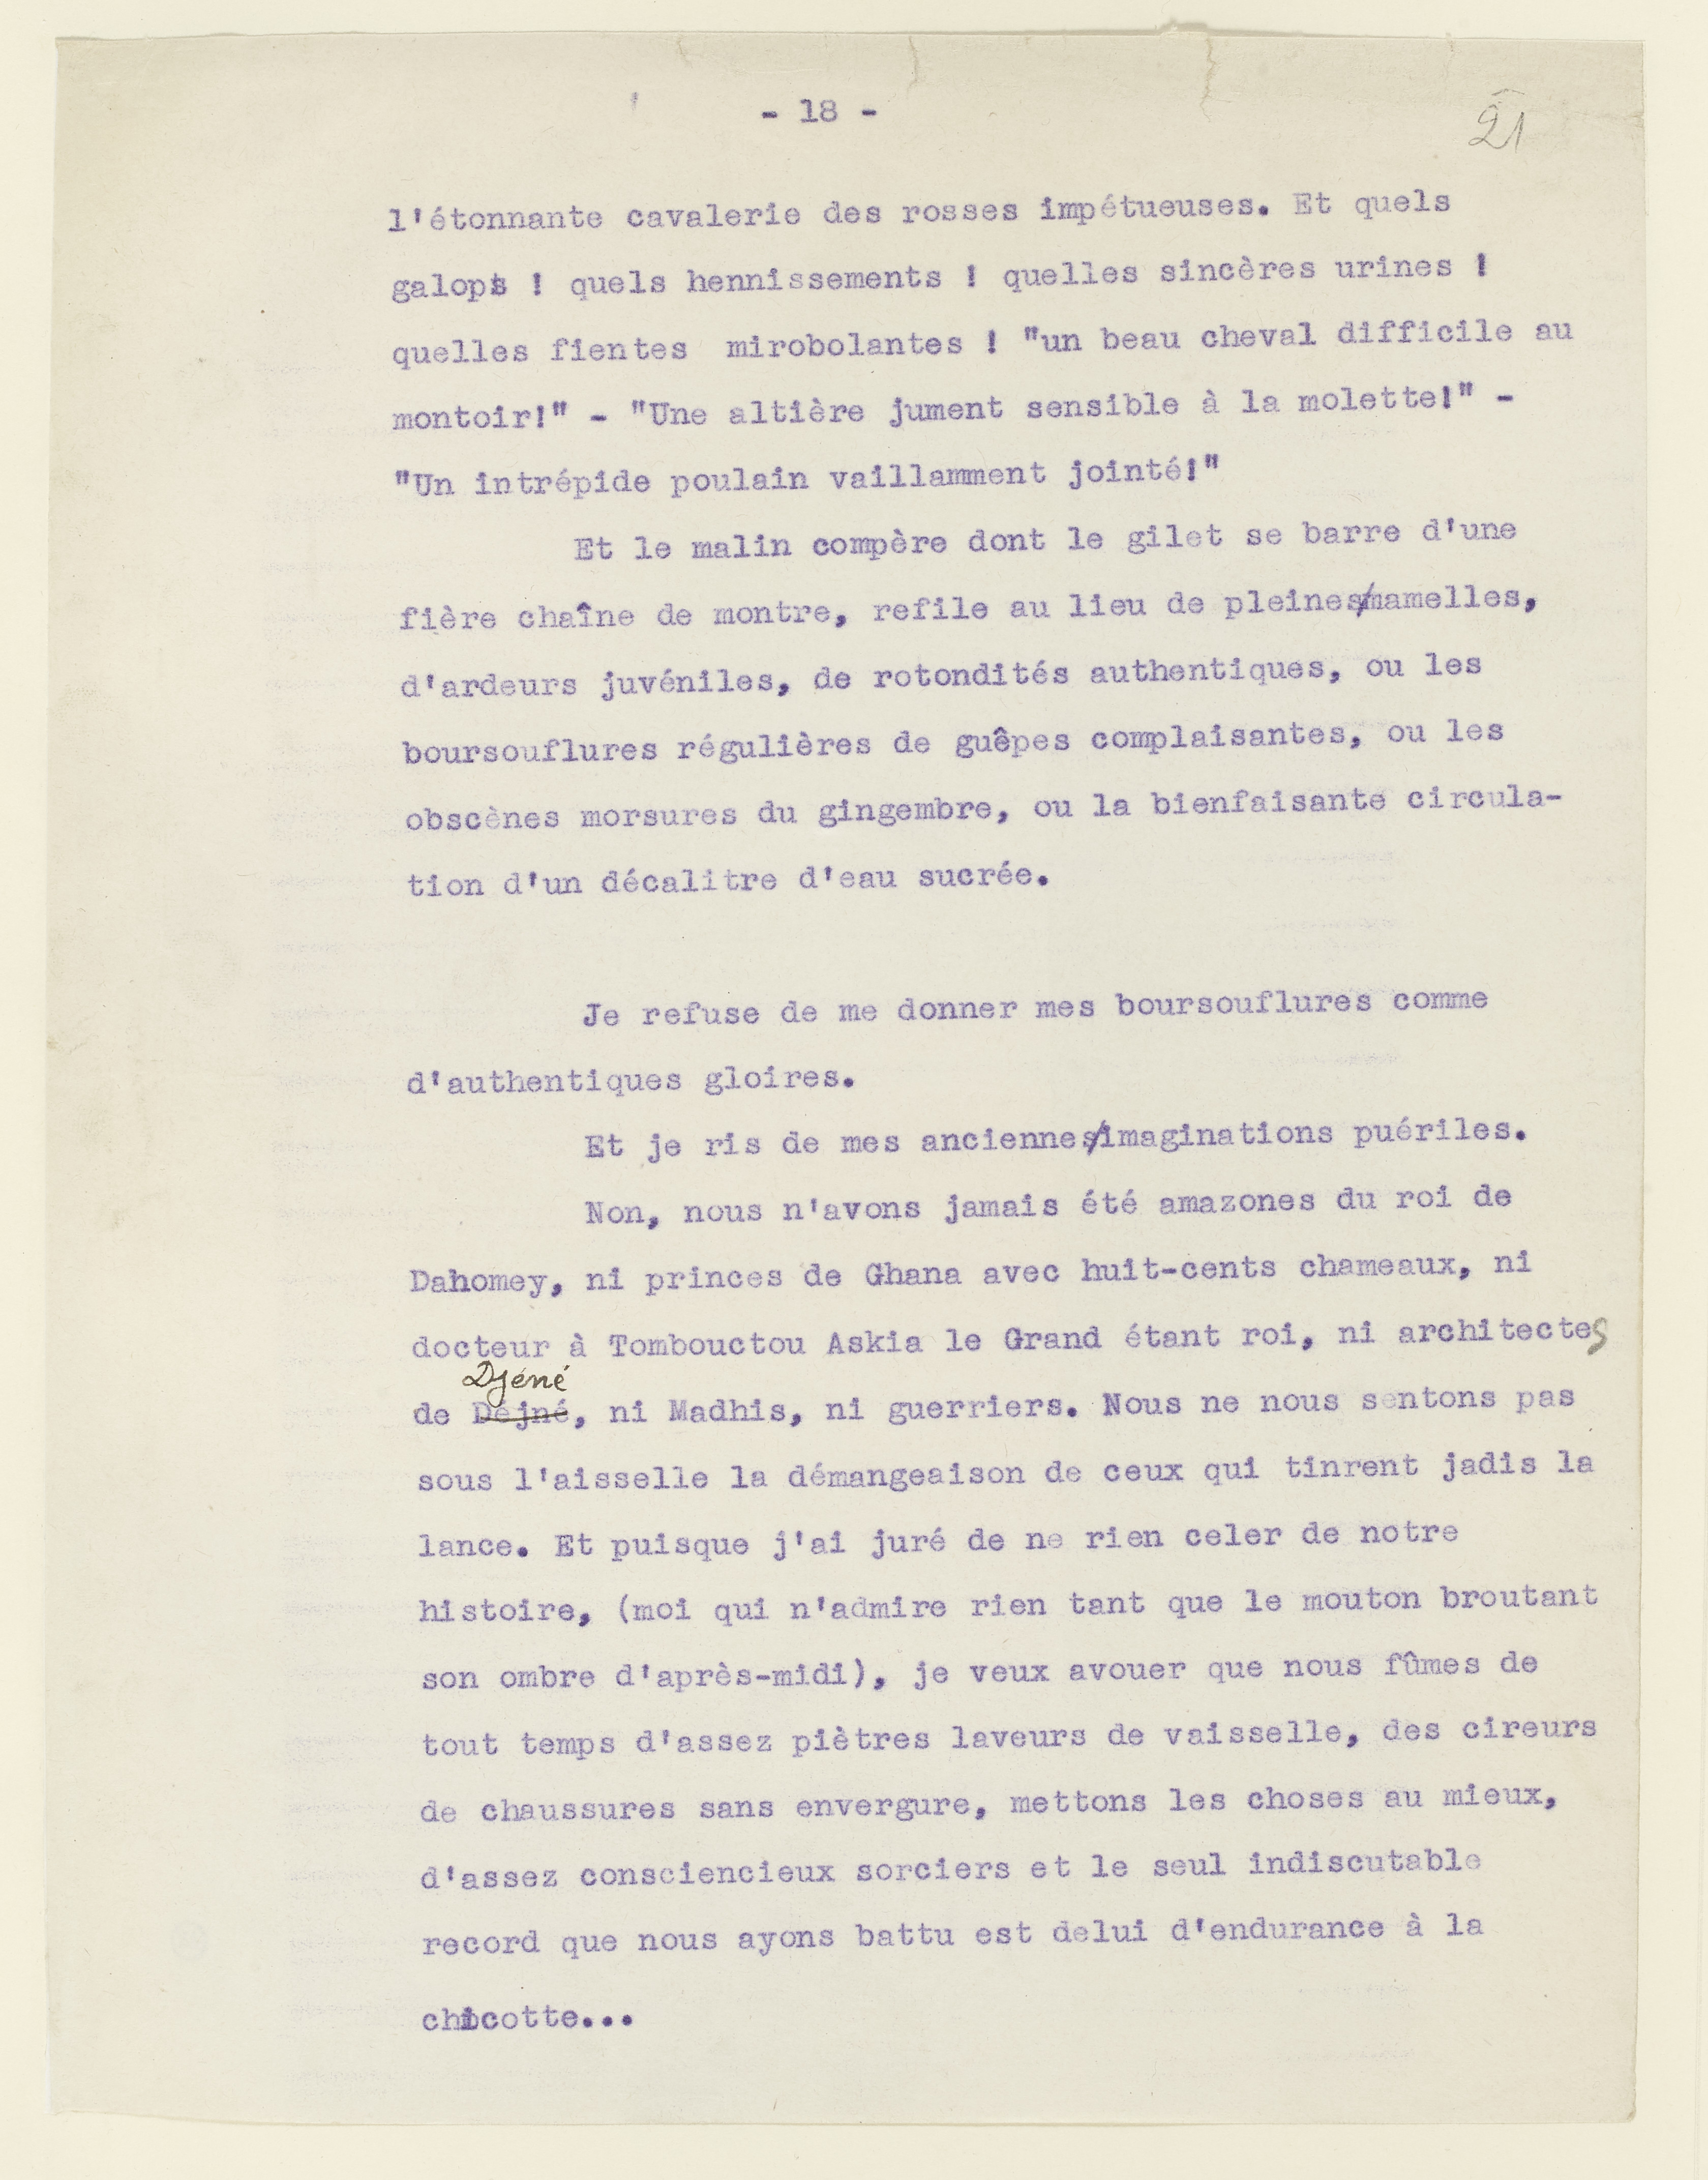 - 18 -
21
l'étonnante cavalerie des rosses impétueuses. Et quels
galops ! quels hennissements ! quelles sincères urines !
quelles fientes mirobolantes ! "un beau cheval difficile au
montoir!" - "Une altière jument sensible à la molette!" -
"Un intrépide poulain vaillamment jointé!"
Et le malin compère dont le gilet se barre d'une
fière chaîne de montre, refile au lieu de pleines/mamelles,
d'ardeurs juvéniles, de rotondités authentiques, ou les
boursouflures régulières de guêpes complaisantes, ou les
obscènes morsures du gingembre, ou la bienfaisante circula-
tion d'un décalitre d'eau sucrée.
Je refuse de me donner mes boursouflures comme
d'authentiques gloires.
Et je ris de mes anciennes/imaginations puériles.
Non, nous n'avons jamais été amazones du roi de
Dahomey, ni princes de Ghana avec huit-cents chameaux, ni
docteur à Tombouctou Askia le Grand étant roi, ni architectes
Djéné
de Déjné, ni Madhis, ni guerriers. Nous ne nous sentons pas
sous l'aisselle la démangeaison de ceux qui tinrent jadis la
lance. Et puisque j'ai juré de ne rien celer de notre
histoire, (moi qui n'admire rien tant que le mouton broutant
son ombre d'après-midi), je veux avouer que nous fûmes de
tout temps d'assez piètres laveurs de vaisselle, des cireurs
de chaussures sans envergure, mettons les choses au mieux,
d'assez consciencieux sorciers et le seul indiscutable
record que nous ayons battu est delui d'endurance à la
chicotte...